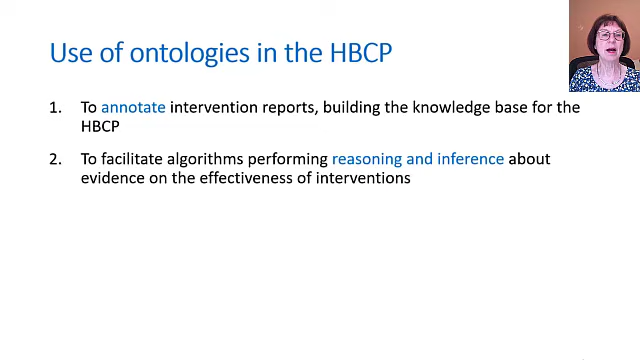 Use of ontologies in the HBCP
1. To annotate intervention reports, building the knowledge base for the
HBCP
2. To facilitate algorithms performing reasoning and inference about
evidence on the effectiveness of interventions